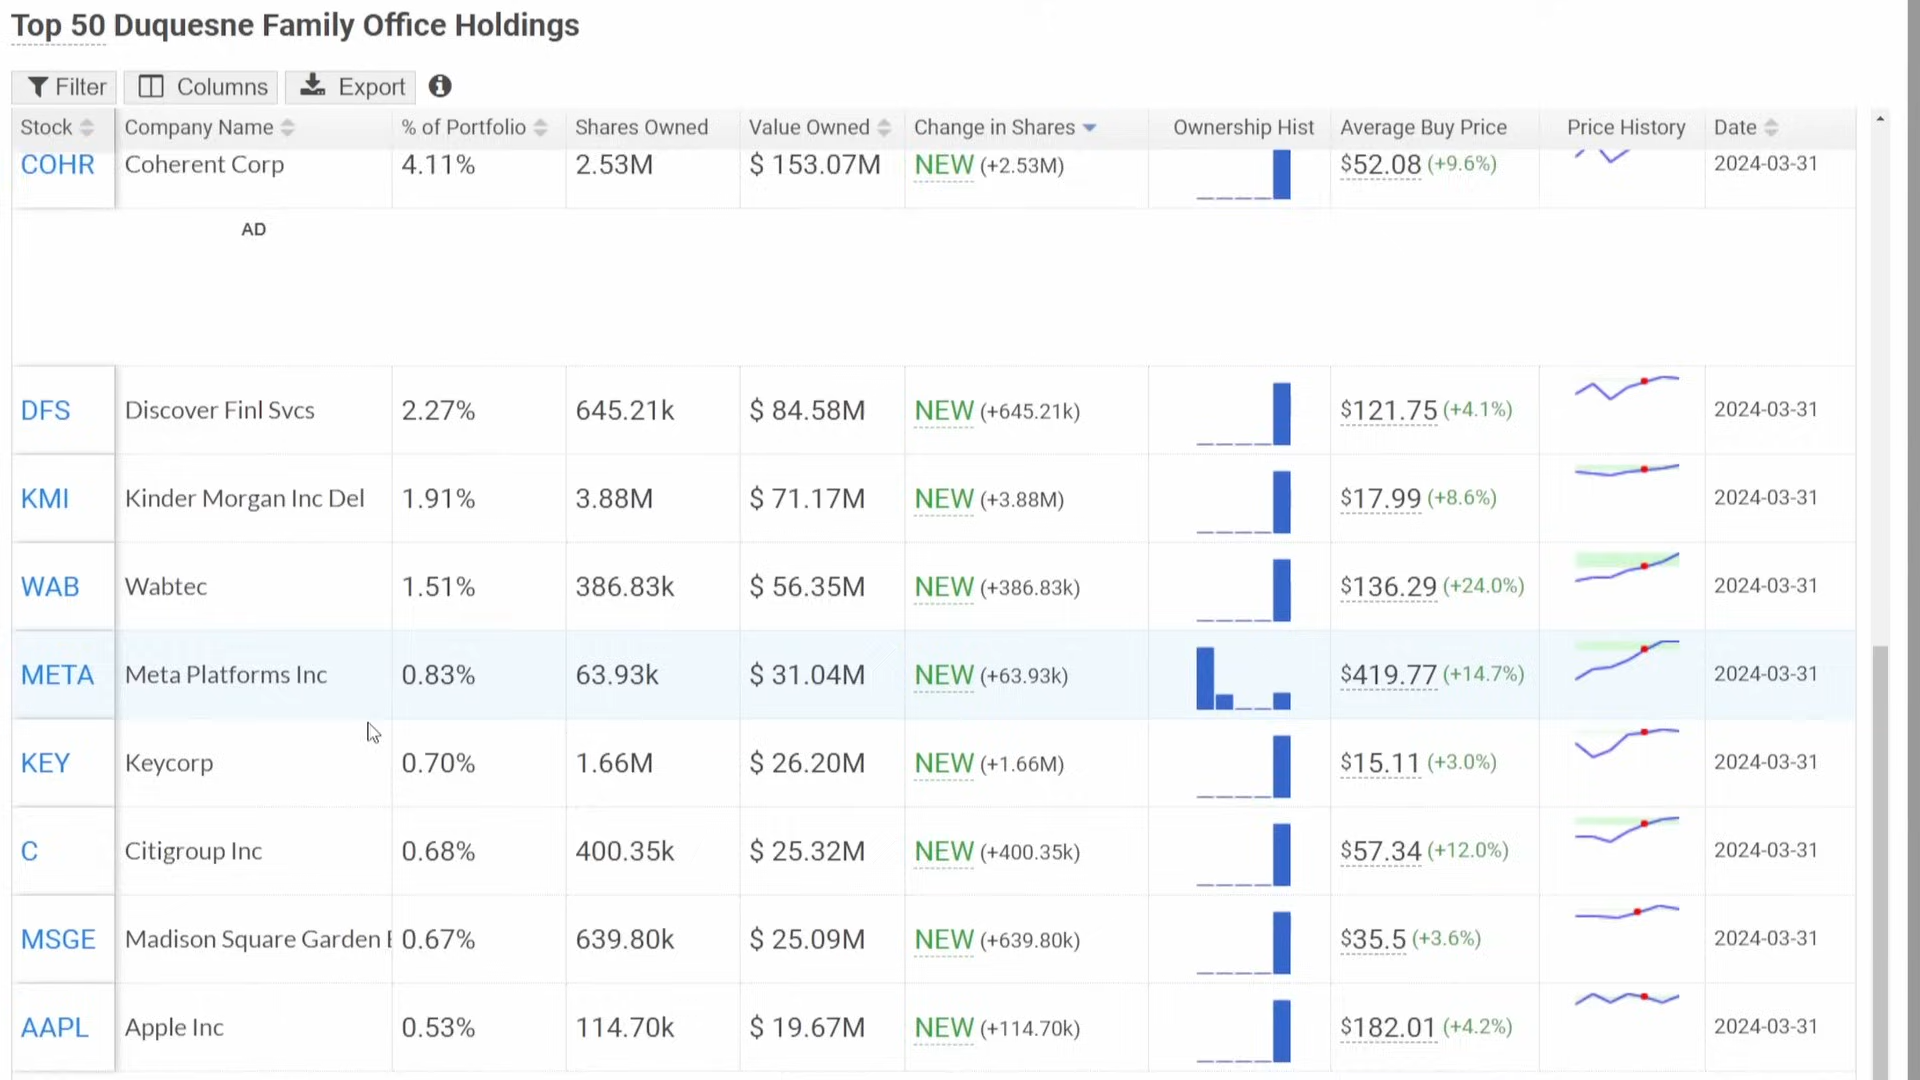 Top 50 Duquesne Family Office Holdings
Filter Columns Export
Stock Company Name % of Portfolio Shares Owned Value Owned Change in Shares Ownership Hist Average Buy Price Price History Date
COHR Coherent Corp 4.11% 2.53M $ 153.07M NEW (+2.53M) $52.08 (+9.6%) 2024-03-31
AD
DFS Discover Finl Svcs 2.27% 645.21k $ 84.58M NEW (+645.21k) $121.75 (+4.1%) 2024-03-31
KMI Kinder Morgan Inc Del 1.91% 3.88M $ 71.17M NEW (+3.88M) $17.99 (+8.6%) 2024-03-31
WAB Wabtec 1.51% 386.83k $ 56.35M NEW (+386.83k) $136.29 (+24.0%) 2024-03-31
META Meta Platforms Inc 0.83% 63.93k $ 31.04M NEW (+63.93k) $419.77 (+14.7%) 2024-03-31
KEY Keycorp 0.70% 1.66M $ 26.20M NEW (+1.66M) $15.11 (+3.0%) 2024-03-31
C Citigroup Inc 0.68% 400.35k $ 25.32M NEW (+400.35k) $57.34 (+12.0%) 2024-03-31
MSGE Madison Square Garden 0.67% 639.80k $ 25.09M NEW (+639.80k) $35.5 (+3.6%) 2024-03-31
AAPL Apple Inc 0.53% 114.70k $ 19.67M NEW (+114.70k) $182.01 (+4.2%) 2024-03-31